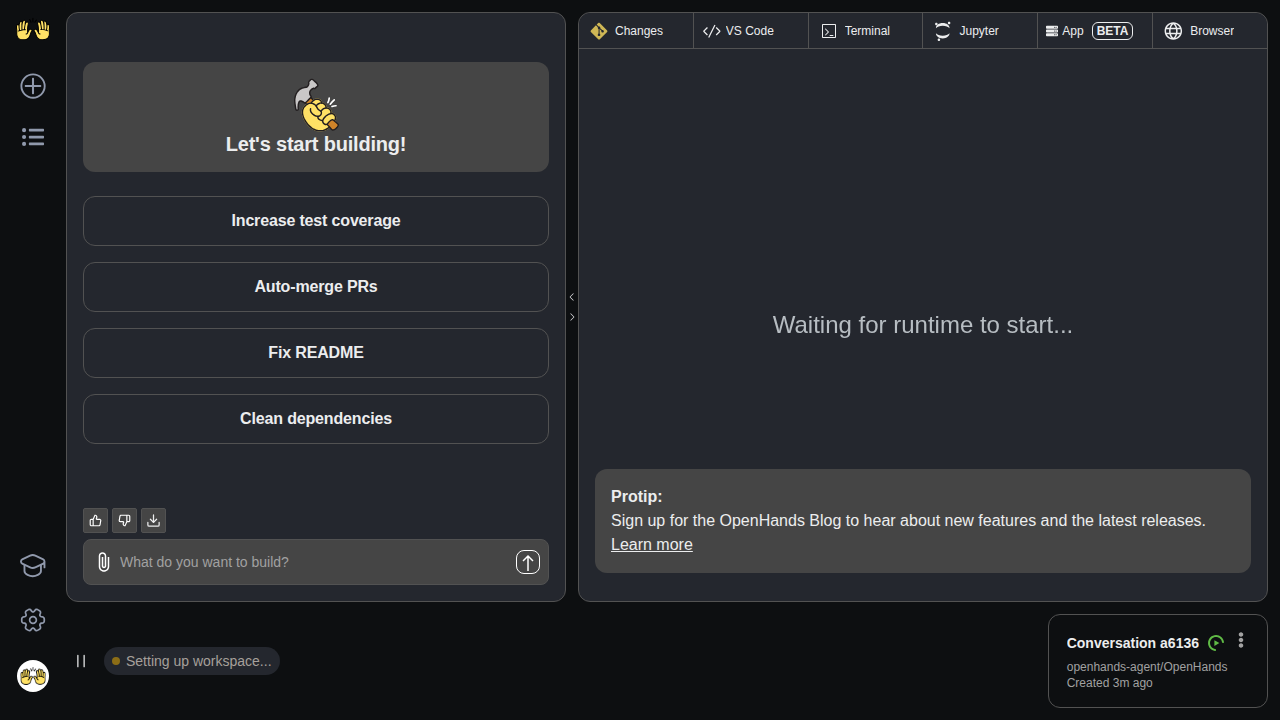 Changes
VS Code
Terminal
Jupyter
App BETA
Browser
Let's start building!
Increase test coverage
Auto-merge PRs
Fix README
Clean dependencies
What do you want to build?
Waiting for runtime to start...
Protip:
Sign up for the OpenHands Blog to hear about new features and the latest releases.
Learn more
Setting up workspace...
Conversation a6136
openhands-agent/OpenHands
Created 3m ago